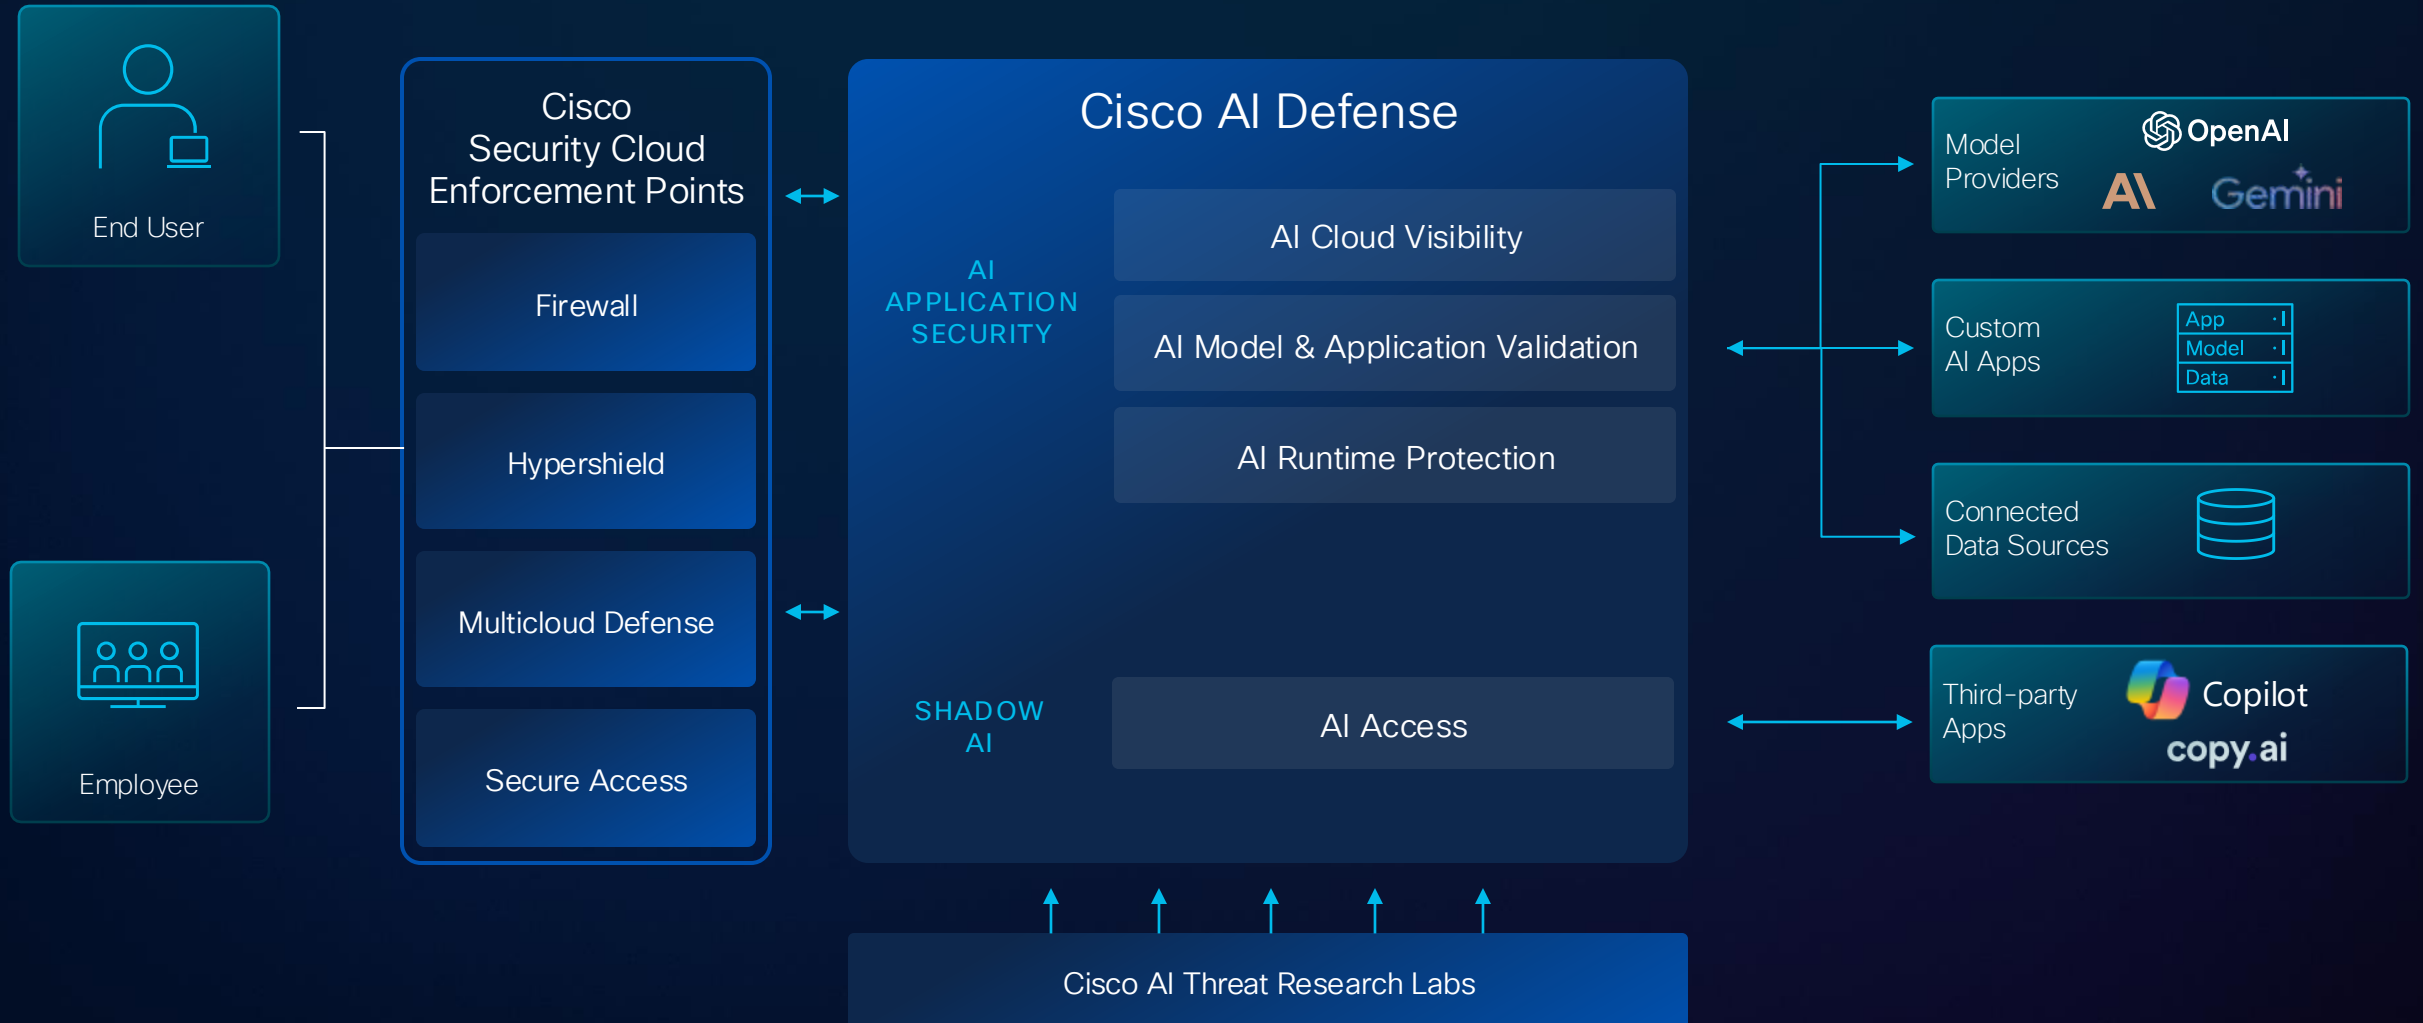 End User
Employee
Cisco
Security Cloud
Enforcement Points
Firewall
Hypershield
Multicloud Defense
Secure Access
Cisco AI Defense
AI
APPLICATION
SECURITY
AI Cloud Visibility
AI Model & Application Validation
AI Runtime Protection
SHADOW
AI
AI Access
Cisco AI Threat Research Labs
Model
Providers
OpenAI
AI
Gemini
Custom
AI Apps
App
Model
Data
Connected
Data Sources
Third-party
Apps
Copilot
copy.ai